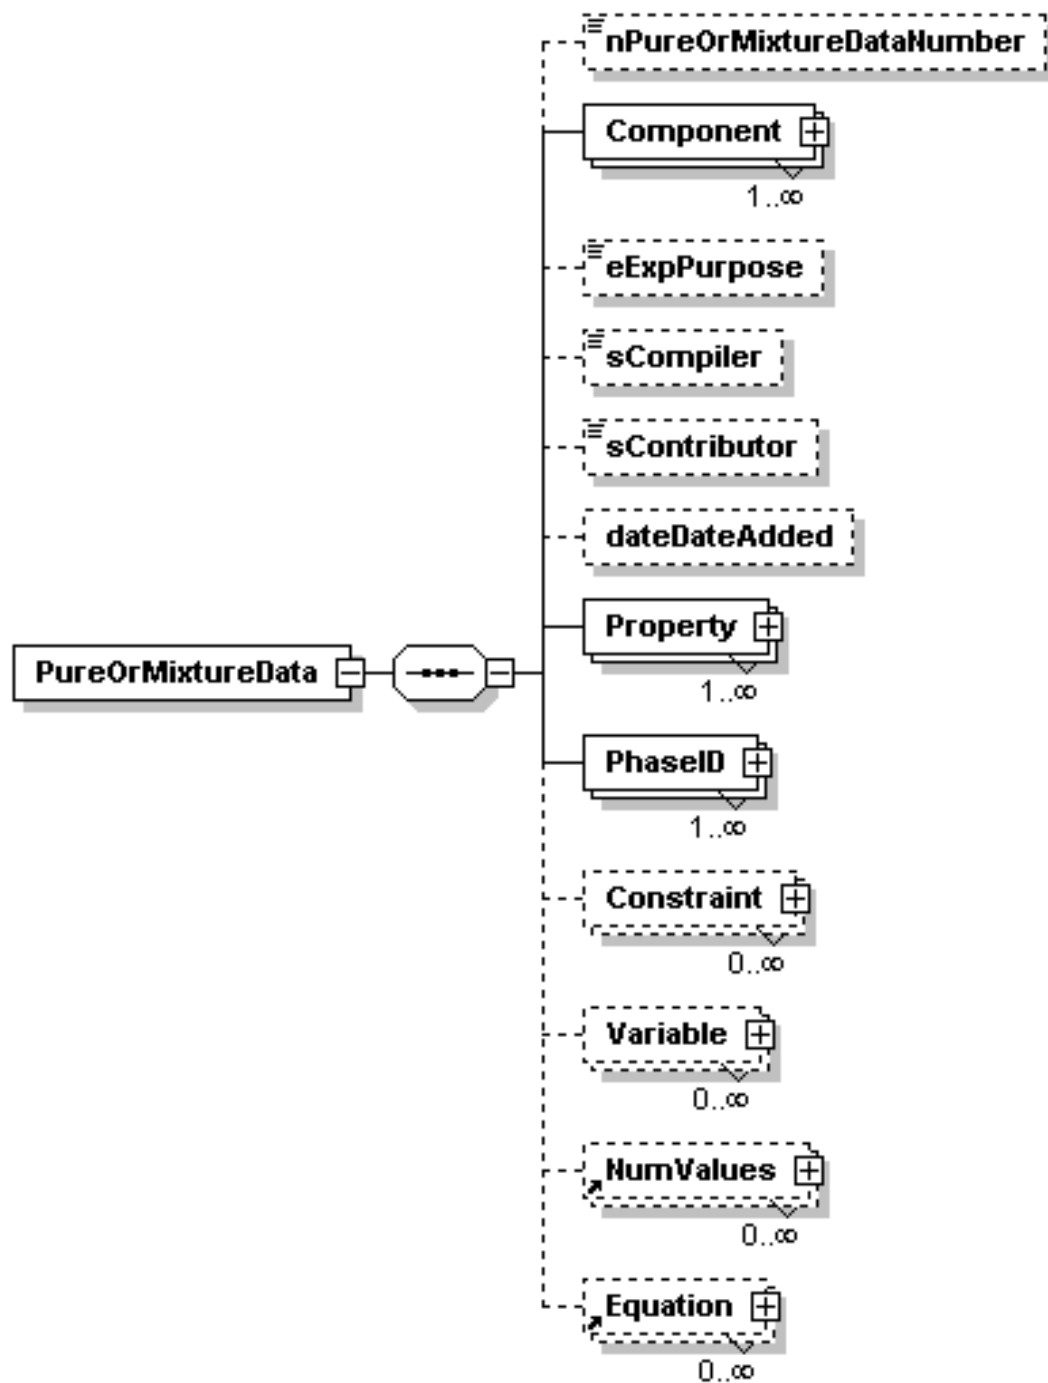 nPureOrMixtureDataNumber
Component
1..∞
eExpPurpose
sCompiler
sContributor
dateDateAdded
Property
1..∞
PureOrMixtureData
PhaseID
1..∞
Constraint
0..∞
Variable
0..∞
NumValues
0..∞
Equation
0..∞